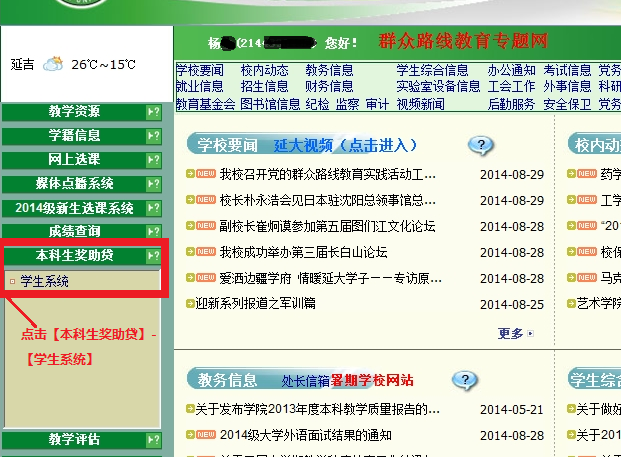 杨 (214 您好！ 群众路线教育专题网
延吉 26℃~15℃
学校要闻 校内动态 教务信息 学生综合信息 办公通知 考试信息 党务
就业信息 招生信息 财务信息 实验室设备信息 工会工作 外事信息 科研
教育基金会 图书馆信息 纪检 监察 审计 视频新闻 后勤服务 安全保卫 党务
教学资源
学籍信息
网上选课
媒体点播系统
2014级新生选课系统
成绩查询
本科生奖助贷
学生系统
点击【本科生奖助贷】-
【学生系统】
教学评估
学校要闻 延大视频（点击进入）
NEW 我校召开党的群众路线教育实践活动工... 2014-08-29
NEW 校长朴永浩会见日本驻沈阳总领事馆总... 2014-08-29
NEW 副校长崔炯谟参加第五届图们江文化论坛 2014-08-28
NEW 我校成功举办第三届长白山论坛 2014-08-28
NEW 爱洒边疆学府 情暖延大学子——专访原... 2014-08-28
迎新系列报道之军训篇 2014-08-25
更多
教务信息 处长信箱 暑期学校网站
关于发布学院2013年度本科教学质量报告的... 2014-05-21
NEW 2014级大学外语面试结果的通知 2014-08-28
校内动
NEW 药学
NEW 工学
NEW "20
NEW 有机
NEW 马克
艺术学院
学生综合
关于做好
关于